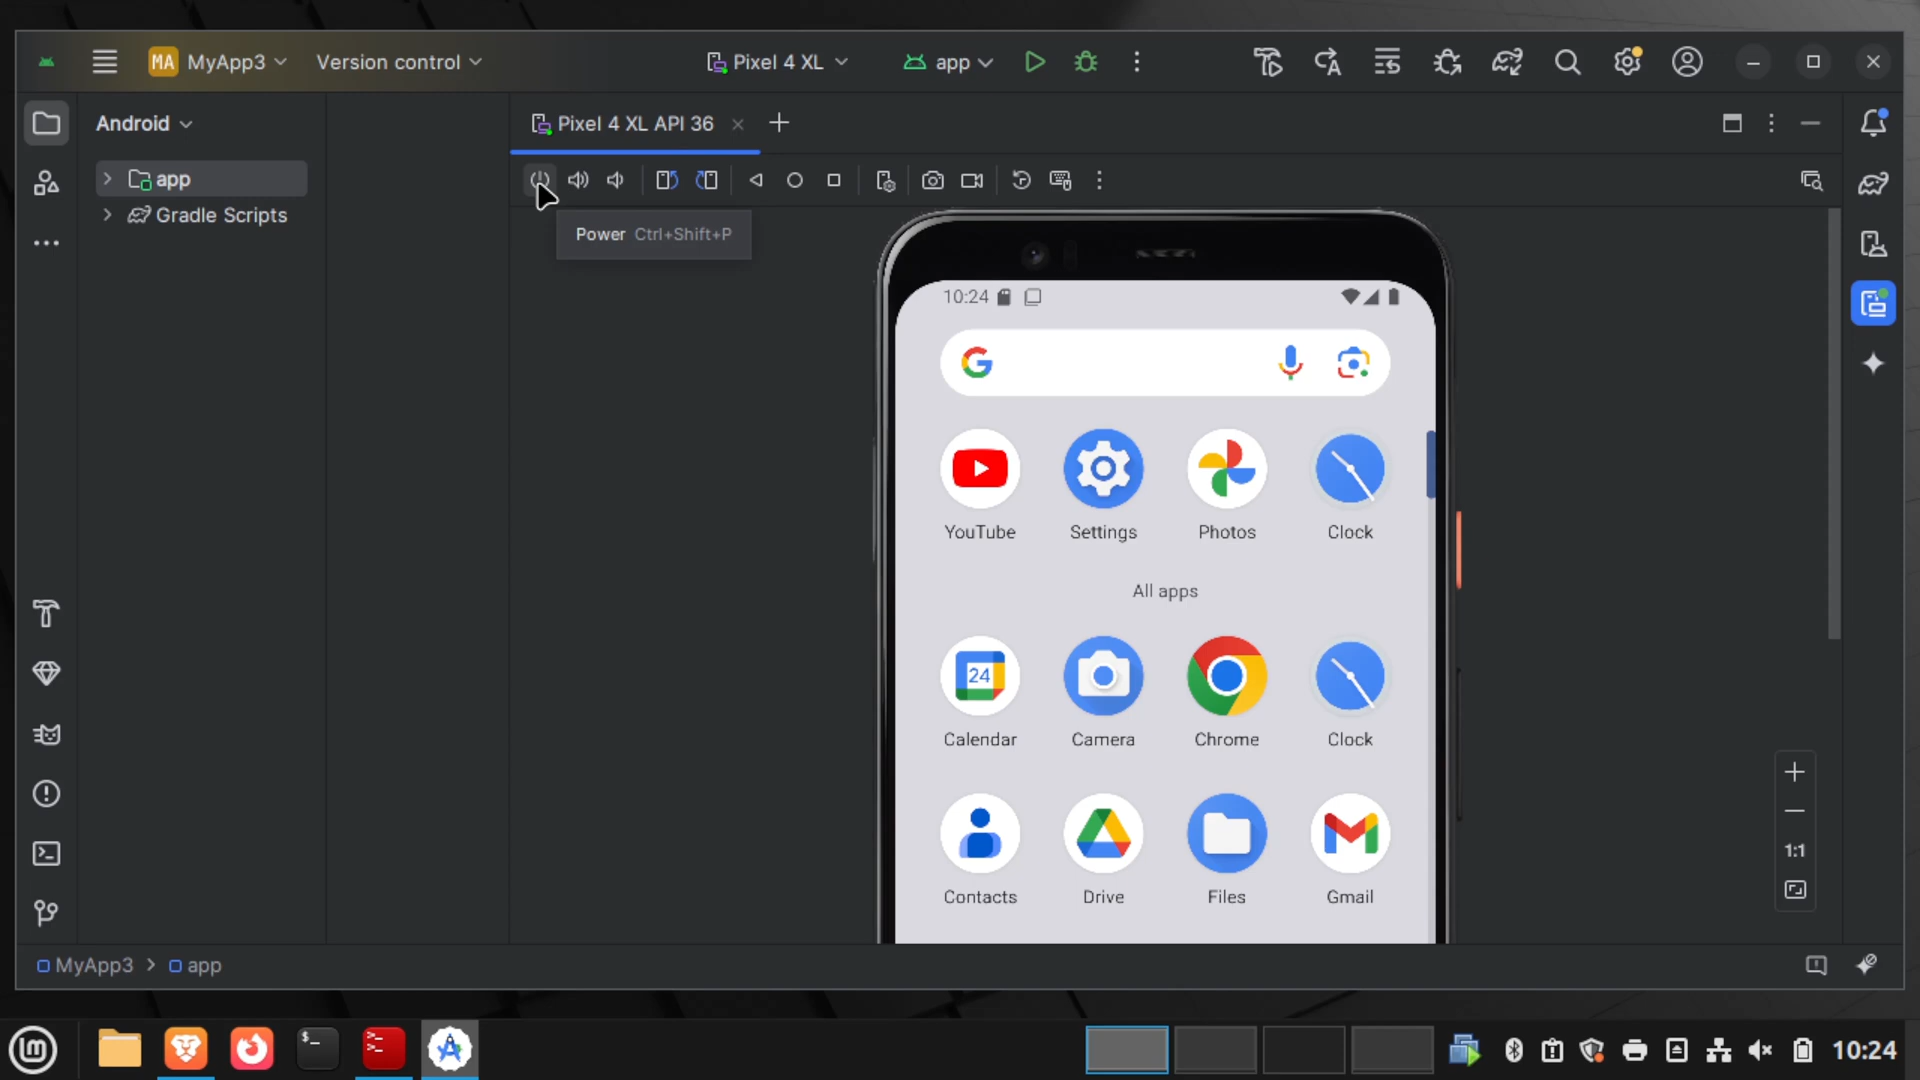 MA MyApp3 Version control Pixel 4 XL app
Android
Pixel 4 XL API 36
app
Gradle Scripts
Power Ctrl+Shift+P
10:24
G
YouTube Settings Photos Clock
All apps
24
Calendar Camera Chrome Clock
Contacts Drive Files Gmail
1:1
MyApp3 > app
10:24